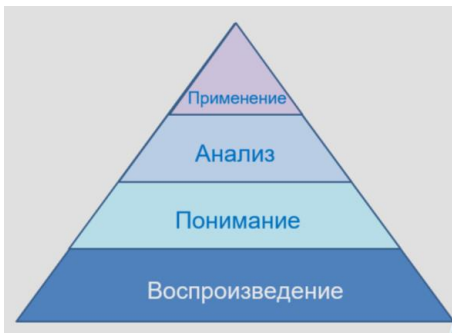 Применение
Анализ
Понимание
Воспроизведение